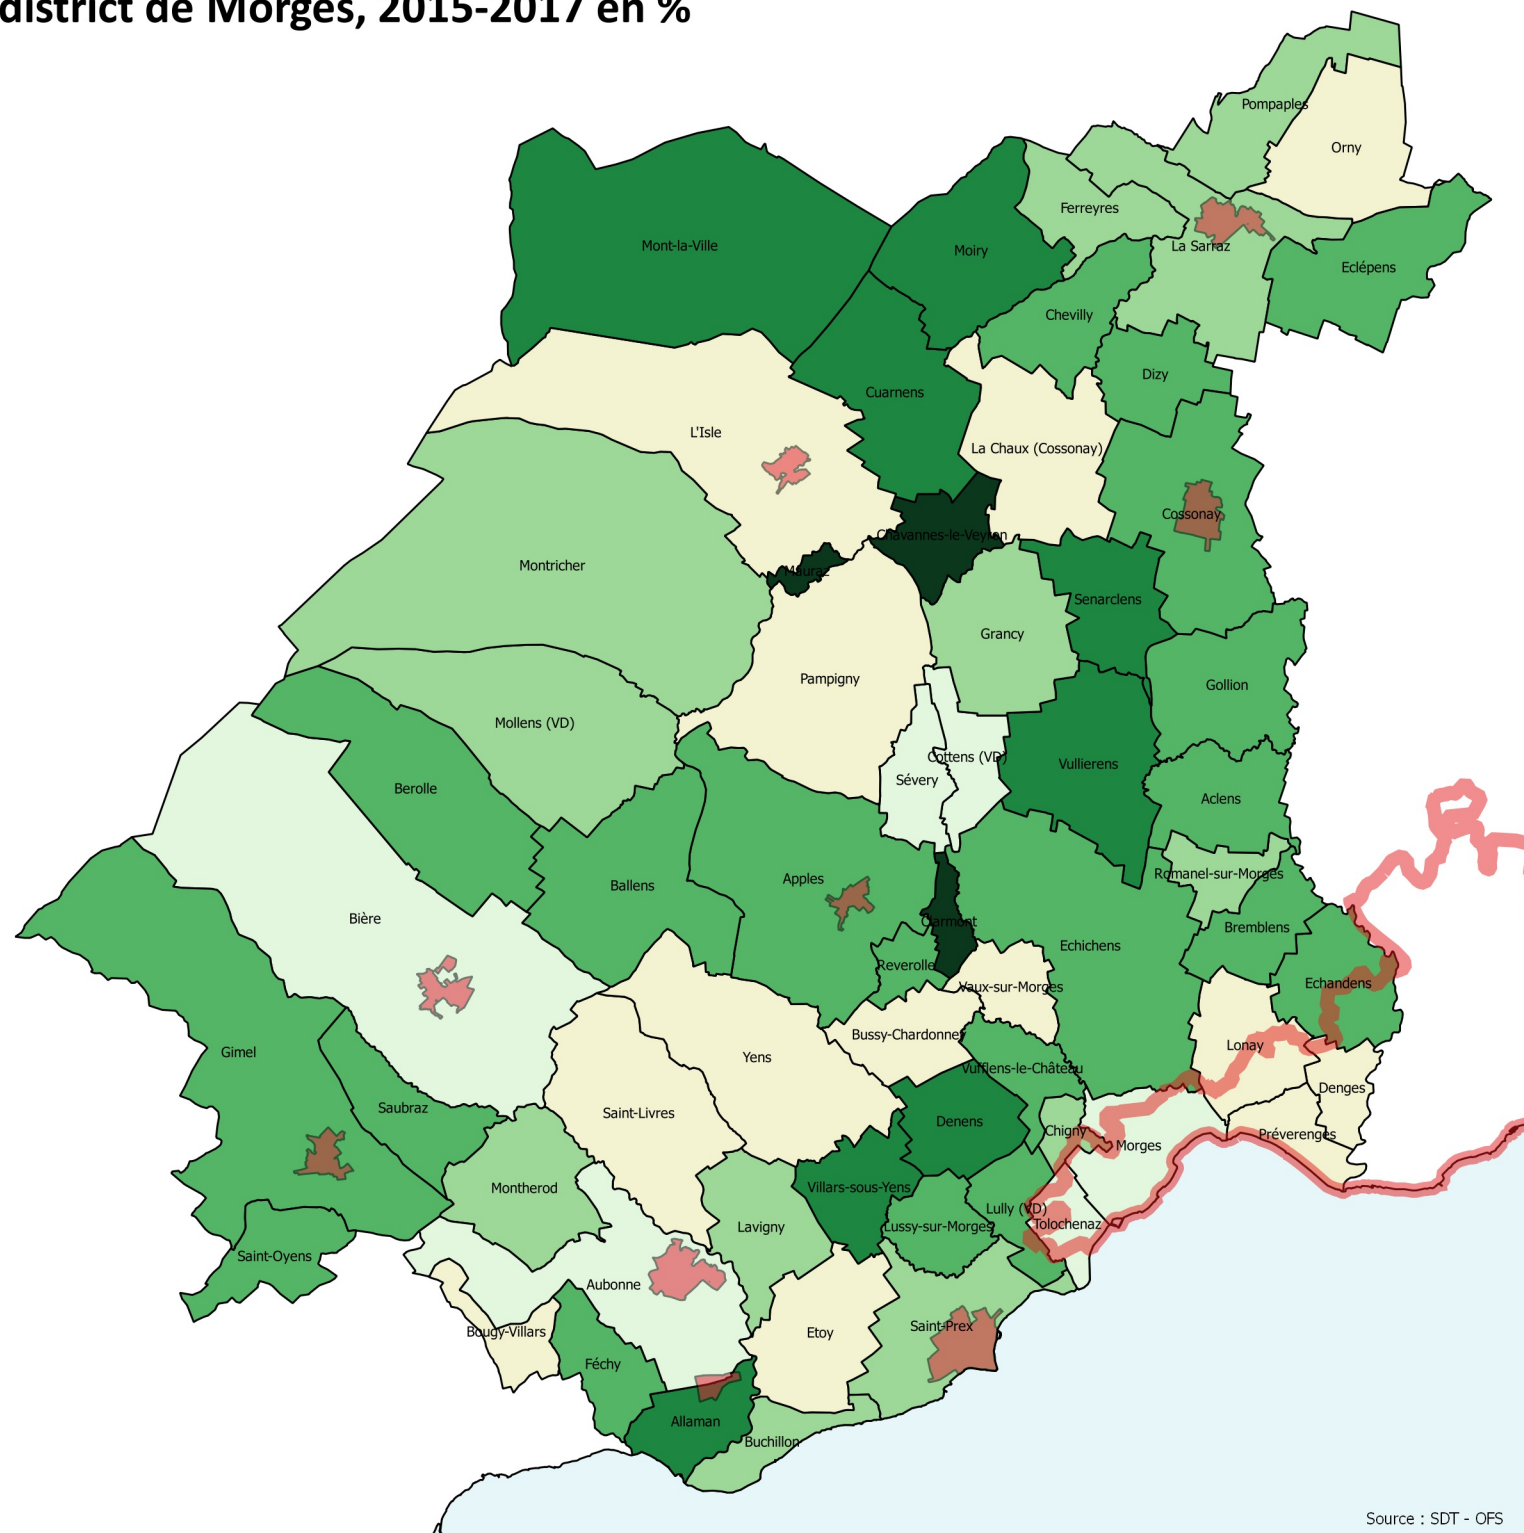 district de Morges, 2015-2017 en %
Pompaples
Orny
Ferreyres
La Sarraz
Mont-la-Ville
Moiry
Eclépens
Chevilly
Dizy
Cuarnens
L'Isle
La Chaux (Cossonay)
Cossonay
Chavannes-le-Veyron
Montricher
Mauraz
Senarclens
Grancy
Pampigny
Gollion
Mollens (VD)
Cottens (VD)
Vullierens
Sévery
Berolle
Aclens
Apples
Ballens
Romanel-sur-Morges
Bière
Clarmont
Bremblens
Echichens
Reverolle
Echandens
Vaux-sur-Morges
Bussy-Chardonney
Lonay
Gimel
Yens
Vufflens-le-Château
Denges
Saubraz
Saint-Livres
Denens
Chigny
Préverenges
Morges
Montherod
Villars-sous-Yens
Lully (VD)
Lavigny
Lussy-sur-Morges
Tolochenaz
Saint-Oyens
Aubonne
Saint-Prex
Bougy-Villars
Etoy
Féchy
Allaman
Buchillon
Source : SDT - OFS